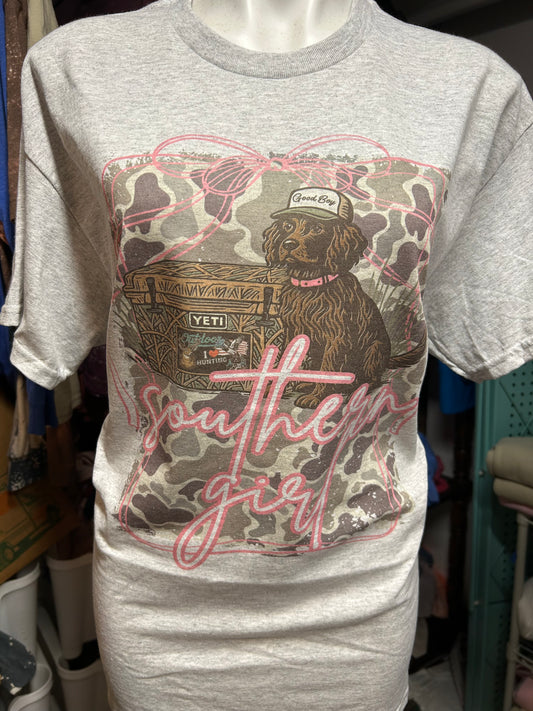 Good Boy
YETI
Outdoors
I
HUNTING
southern
girl